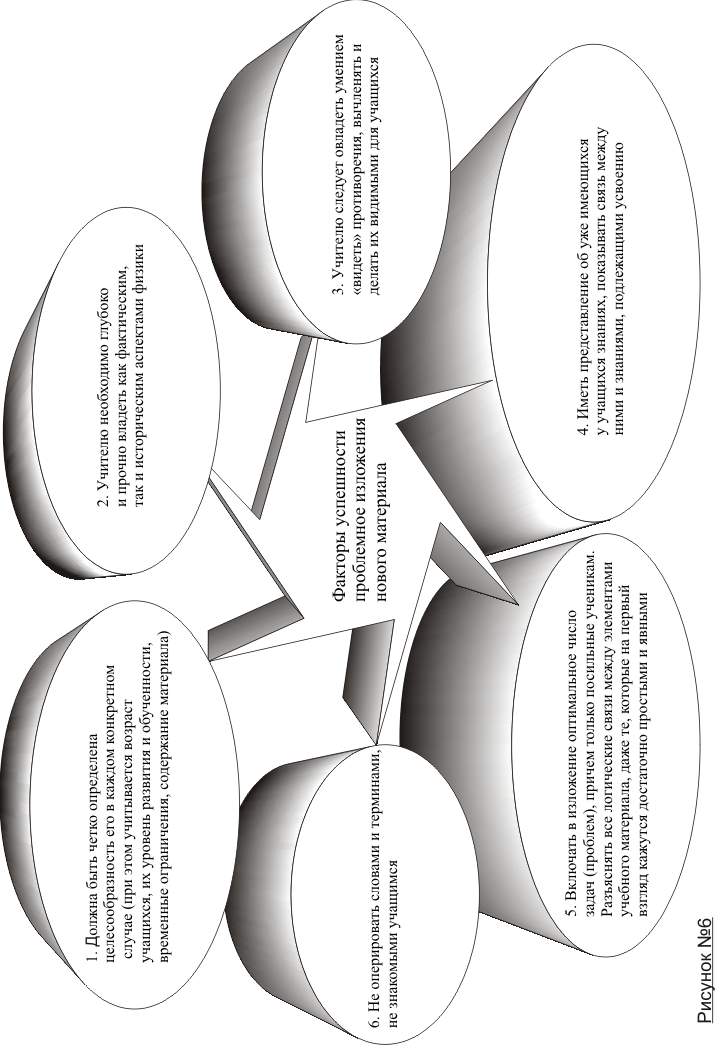 1. Должна быть четко определена
целесообразность его в каждом конкретном
случае (при этом учитывается возраст
учащихся, их уровень развития и обученности,
временные ограничения, содержание материала)
2. Учителю необходимо глубоко
и прочно владеть как фактическим,
так и историческим аспектами физики
3. Учителю следует овладеть умением
«видеть» противоречия, вычленять и
делать их видимыми для учащихся
Факторы успешности
проблемное изложения
нового материала
4. Иметь представление об уже имеющихся
у учащихся знаниях, показывать связь между
ними и знаниями, подлежащими усвоению
5. Включать в изложение оптимальное число
задач (проблем), причем только посильные ученикам.
Разъяснять все логические связи между элементами
учебного материала, даже те, которые на первый
взгляд кажутся достаточно простыми и явными
6. Не оперировать словами и терминами,
не знакомыми учащимся
Рисунок №6